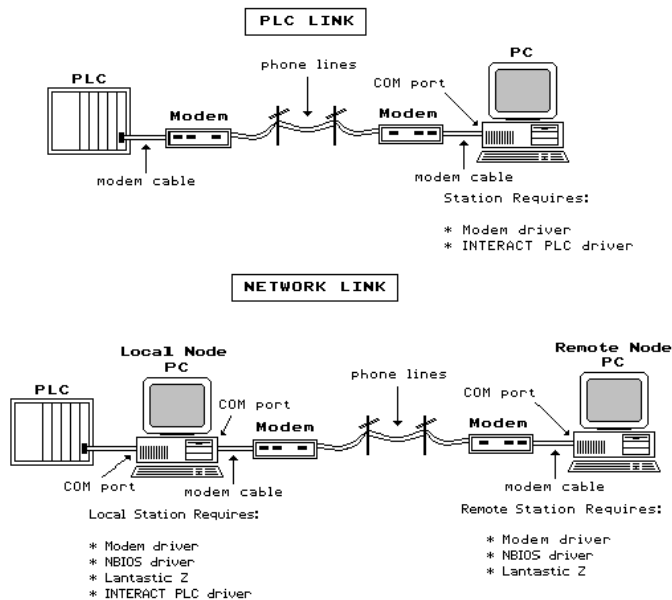 PLC LINK
PC
phone lines
PLC
COM port
Modem
Modem
modem cable
modem cable
Station Requires:
* Modem driver
* INTERACT PLC driver
NETWORK LINK
Local Node
PC
Remote Node
PC
phone lines
PLC
COM port
COM port
Modem
Modem
COM port
modem cable
modem cable
Local Station Requires:
* Modem driver
* NBIOS driver
* Lantastic Z
* INTERACT PLC driver
Remote Station Requires:
* Modem driver
* NBIOS driver
* Lantastic Z